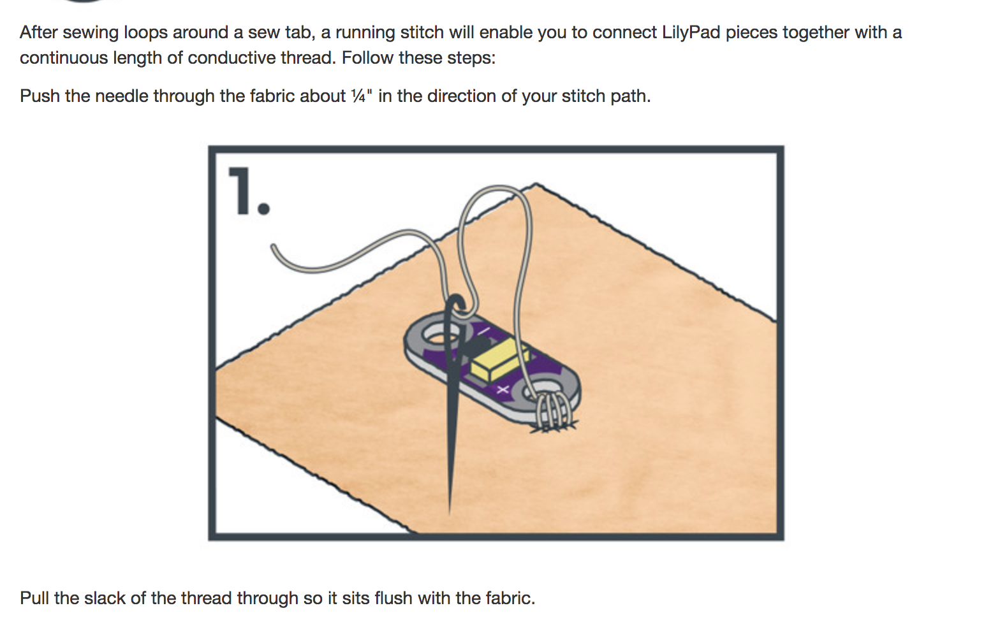 After sewing loops around a sew tab, a running stitch will enable you to connect LilyPad pieces together with a
continuous length of conductive thread. Follow these steps:
Push the needle through the fabric about ¼" in the direction of your stitch path.
1.
Pull the slack of the thread through so it sits flush with the fabric.